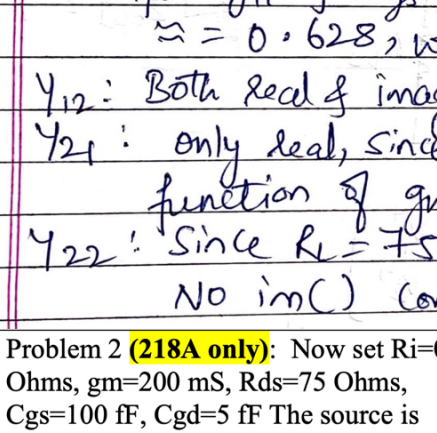 ≈ = 0.628, w
Y12: Both real & imag
Y21: only real, since
function of gm
Y22: Since RL = 75
No im() Co
Problem 2 (218A only): Now set Ri=0
Ohms, gm=200 mS, Rds=75 Ohms,
Cgs=100 fF, Cgd=5 fF The source is